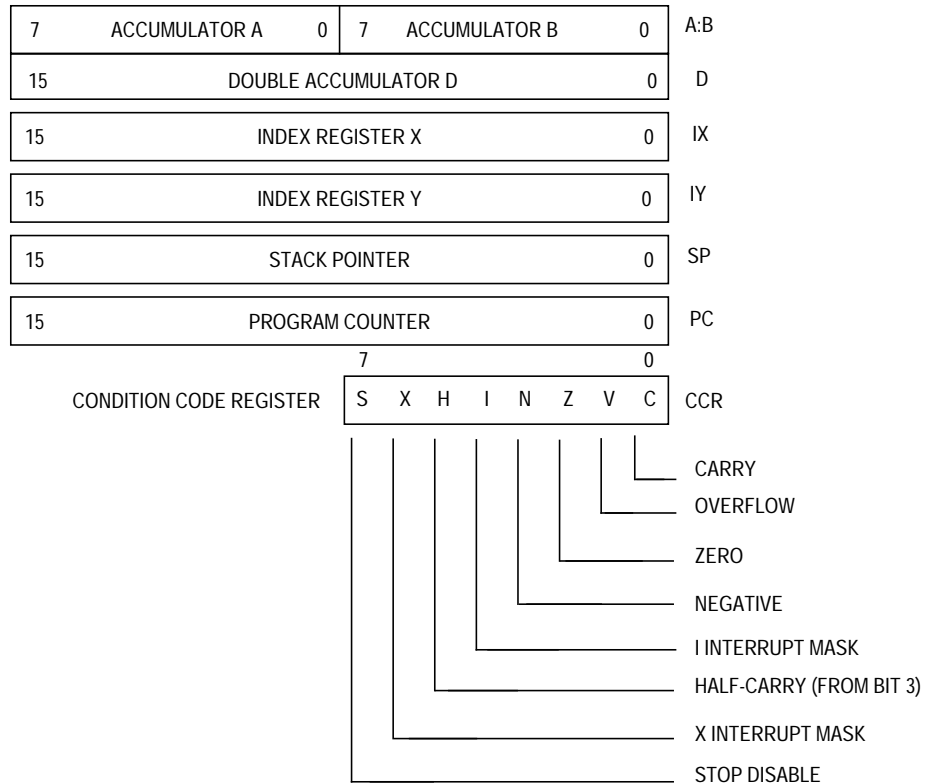 7 ACCUMULATOR A 0 7 ACCUMULATOR B 0 A:B
15 DOUBLE ACCUMULATOR D 0 D
15 INDEX REGISTER X 0 IX
15 INDEX REGISTER Y 0 IY
15 STACK POINTER 0 SP
15 PROGRAM COUNTER 0 PC
7 0
CONDITION CODE REGISTER S X H I N Z V C CCR
CARRY
OVERFLOW
ZERO
NEGATIVE
I INTERRUPT MASK
HALF-CARRY (FROM BIT 3)
X INTERRUPT MASK
STOP DISABLE